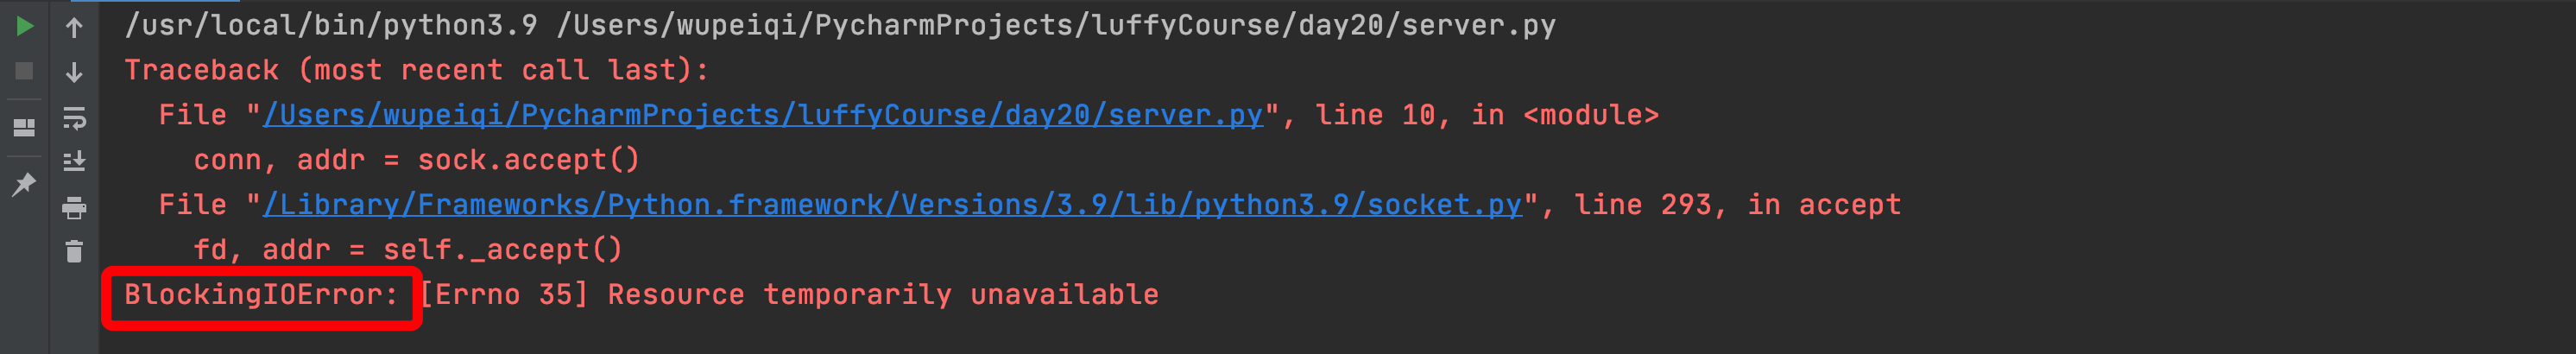 /usr/local/bin/python3.9 /Users/wupeiqi/PycharmProjects/luffyCourse/day20/server.py
Traceback (most recent call last):
  File "/Users/wupeiqi/PycharmProjects/luffyCourse/day20/server.py", line 10, in <module>
    conn, addr = sock.accept()
  File "/Library/Frameworks/Python.framework/Versions/3.9/lib/python3.9/socket.py", line 293, in accept
    fd, addr = self._accept()
BlockingIOError: [Errno 35] Resource temporarily unavailable